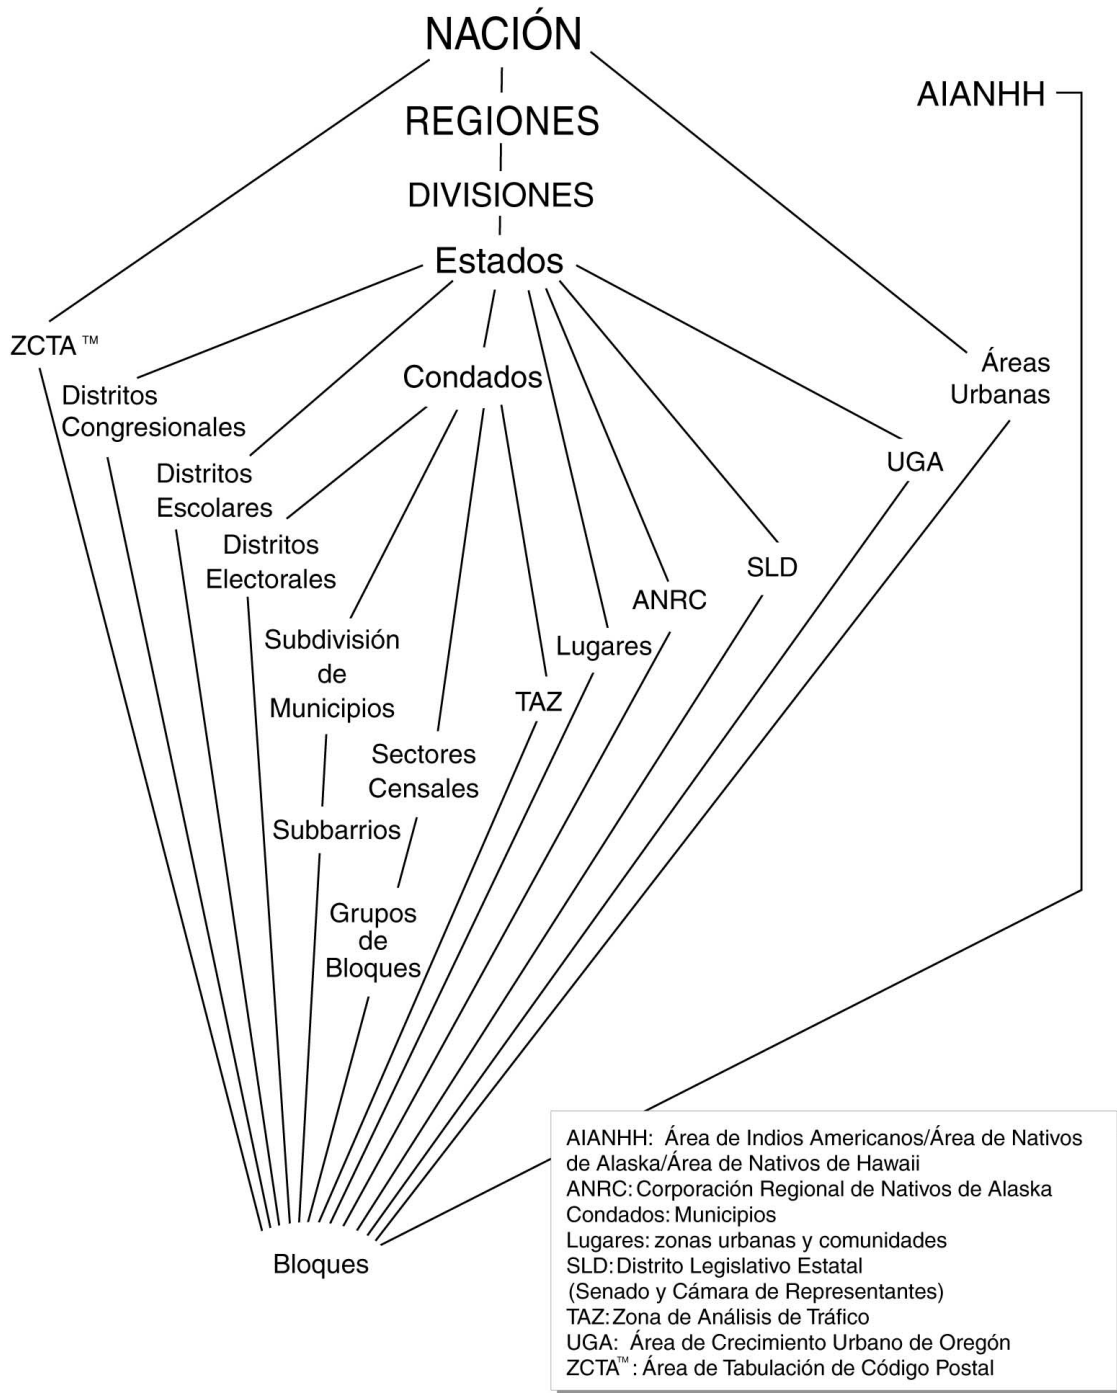 NACIÓN
AIANHH
REGIONES
DIVISIONES
Estados
ZCTA™
Áreas
Urbanas
Condados
Distritos
Congresionales
UGA
Distritos
Escolares
Distritos
Electorales
SLD
ANRC
Subdivisión
de
Municipios
Lugares
TAZ
Sectores
Censales
Subbarrios
Grupos
de
Bloques
Bloques
AIANHH: Área de Indios Americanos/Área de Nativos
de Alaska/Área de Nativos de Hawaii
ANRC: Corporación Regional de Nativos de Alaska
Condados: Municipios
Lugares: zonas urbanas y comunidades
SLD: Distrito Legislativo Estatal
(Senado y Cámara de Representantes)
TAZ: Zona de Análisis de Tráfico
UGA: Área de Crecimiento Urbano de Oregón
ZCTA™: Área de Tabulación de Código Postal